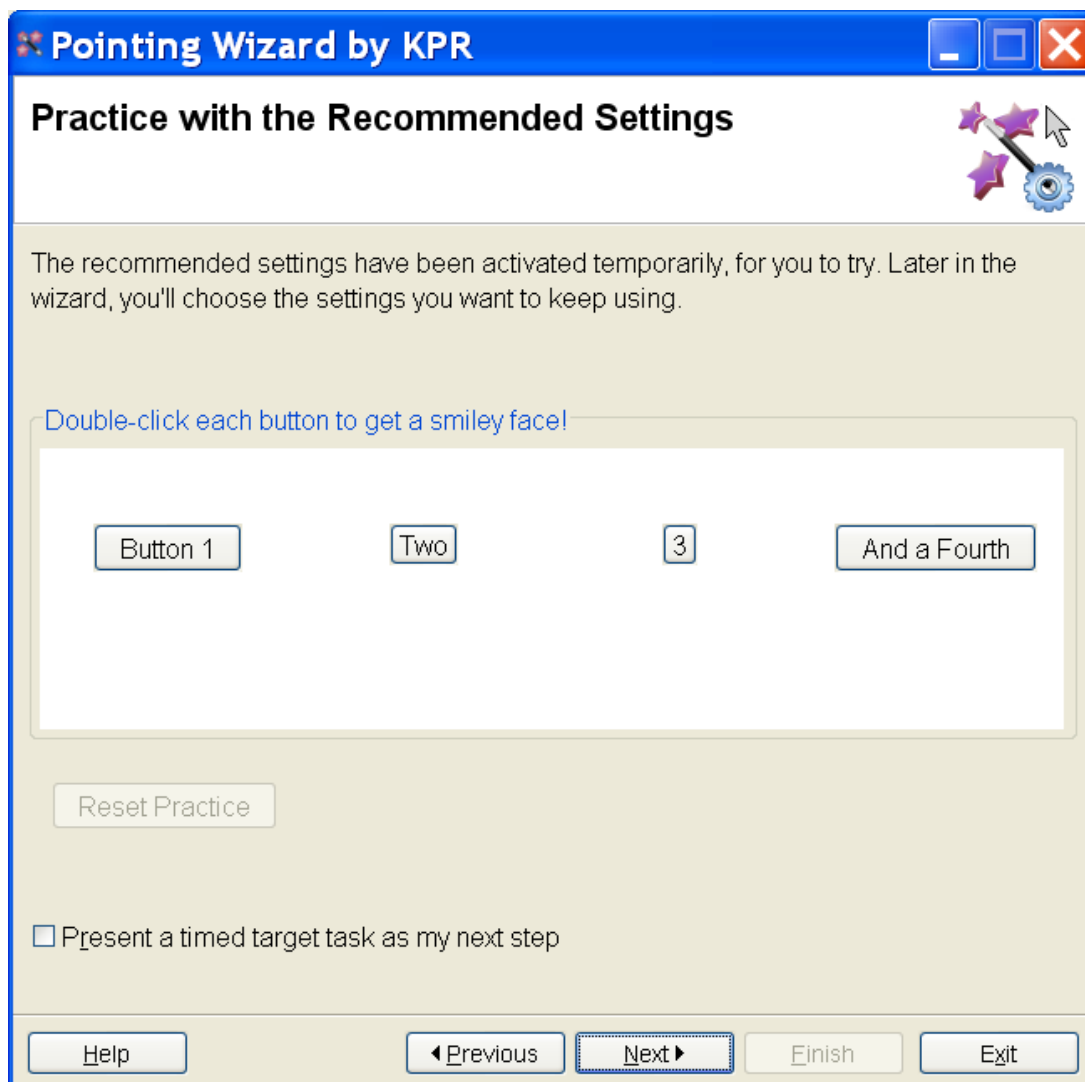 Pointing Wizard by KPR
Practice with the Recommended Settings
The recommended settings have been activated temporarily, for you to try. Later in the
wizard, you'll choose the settings you want to keep using.
Double-click each button to get a smiley face!
Button 1 Two 3 And a Fourth
Reset Practice
Present a timed target task as my next step
Help Previous Next Finish Exit